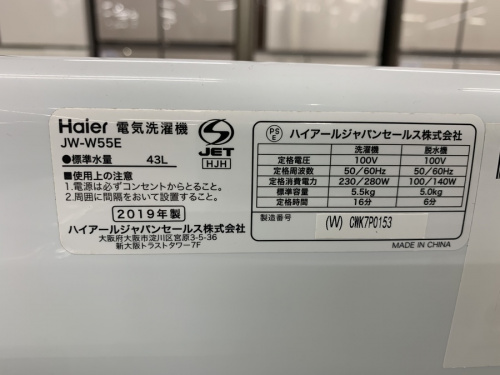 Haier 電気洗濯機
JW-W55E
●標準水量 43L
S JET
HJH
■使用上の注意
1.電源は必ずコンセントからとること。
2.周囲に間隔をおいて設置すること。
2019年製
ハイアールジャパンセールス株式会社
大阪府大阪市淀川区宮原3-5-36
新大阪トラストタワー7F
PS E ハイアールジャパンセールス株式会社
洗濯機 脱水機
定格電圧 100V 100V
定格周波数 50/60Hz 50/60Hz
定格消費電力 230/280W 100/140W
標準容量 5.5kg 5.0kg
定格時間 16分 6分
製造番号 (W) CWK7P0153
MADE IN CHINA